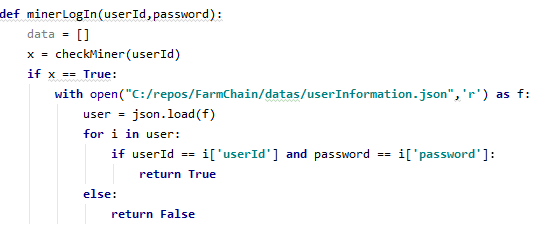 def minerLogIn(userId,password):
    data = []
    x = checkMiner(userId)
    if x == True:
        with open("C:/repos/FarmChain/datas/userInformation.json",'r') as f:
            user = json.load(f)
            for i in user:
                if userId == i['userId'] and password == i['password']:
                    return True
            else:
                return False